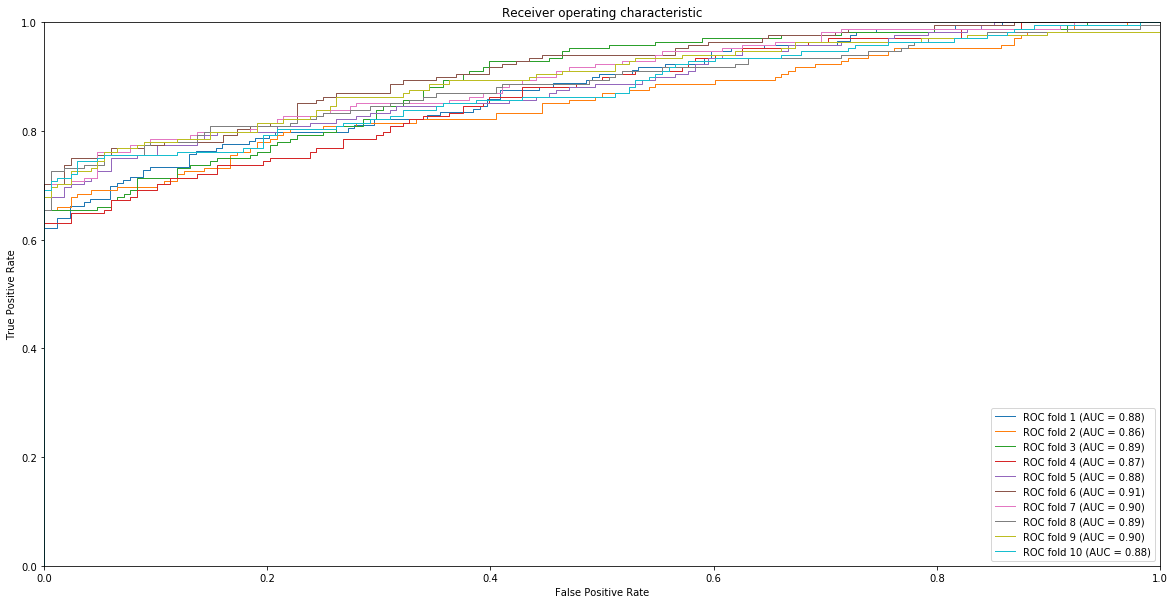 Receiver operating characteristic
1.0
0.8
0.6
0.4
0.2
0.0
True Positive Rate
0.0 0.2 0.4 0.6 0.8 1.0
False Positive Rate
ROC fold 1 (AUC = 0.88)
ROC fold 2 (AUC = 0.86)
ROC fold 3 (AUC = 0.89)
ROC fold 4 (AUC = 0.87)
ROC fold 5 (AUC = 0.88)
ROC fold 6 (AUC = 0.91)
ROC fold 7 (AUC = 0.90)
ROC fold 8 (AUC = 0.89)
ROC fold 9 (AUC = 0.90)
ROC fold 10 (AUC = 0.88)